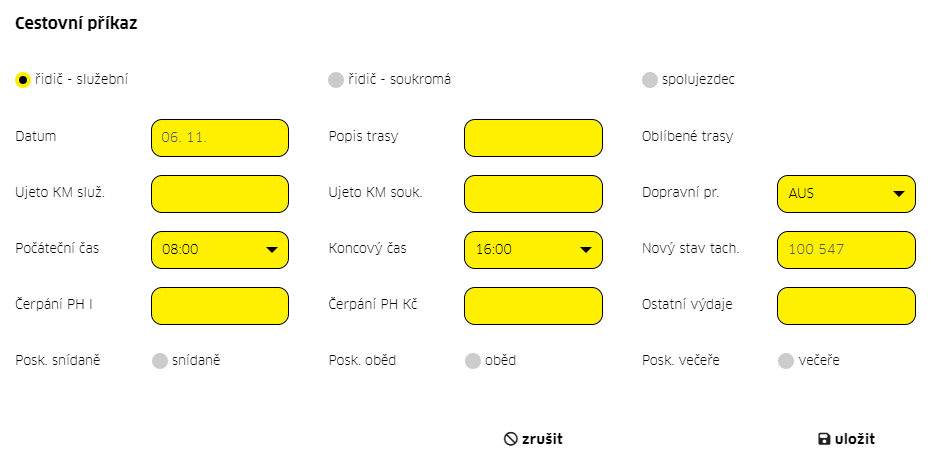 Cestovní příkaz
řidič - služební řidič - soukromá spolujezdec
Datum 06. 11. Popis trasy Oblíbené trasy
Ujeto KM služ. Ujeto KM souk. Dopravní pr. AUS
Počáteční čas 08:00 Koncový čas 16:00 Nový stav tach. 100 547
Čerpání PH l Čerpání PH Kč Ostatní výdaje
Posk. snídaně snídaně Posk. oběd oběd Posk. večeře večeře
zrušit uložit